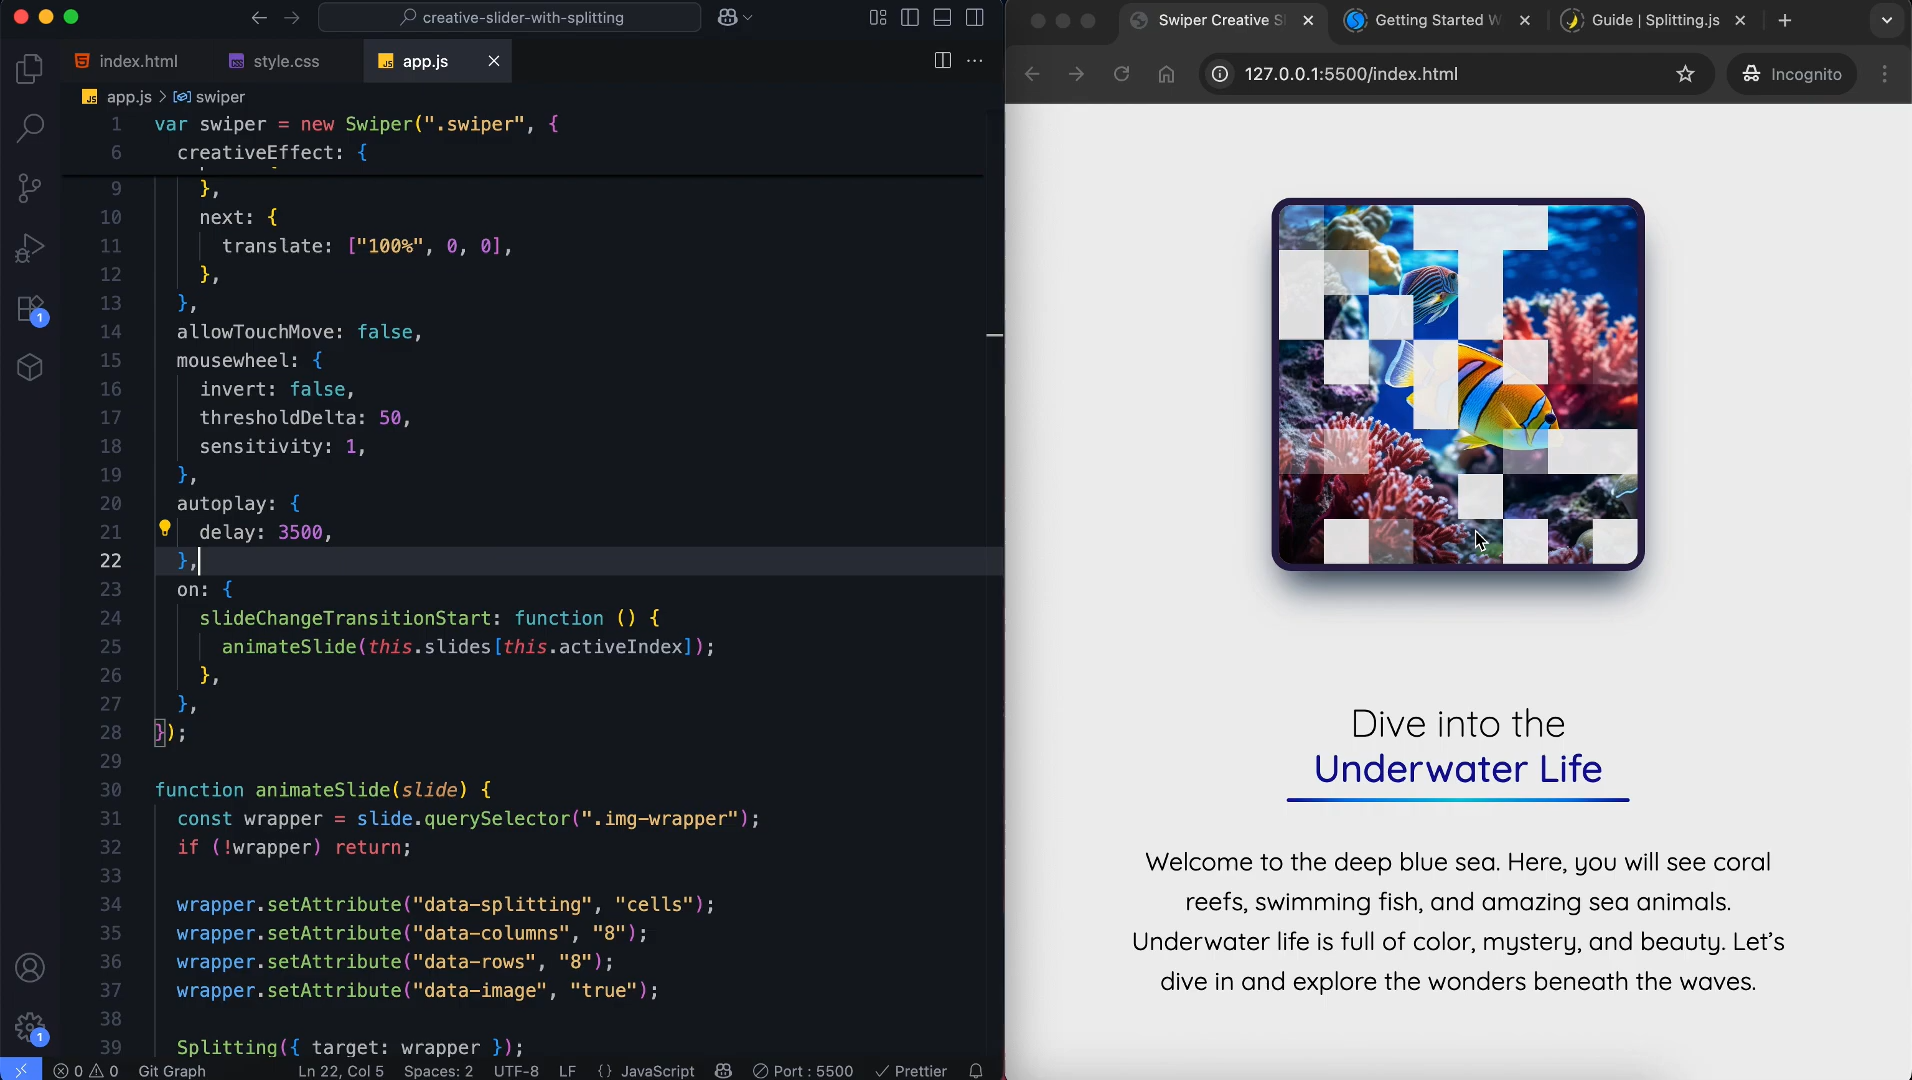 creative-slider-with-splitting
index.html
style.css
app.js
app.js > swiper
1 var swiper = new Swiper(".swiper", {
6 creativeEffect: {
9 },
10 next: {
11 translate: ["100%", 0, 0],
12 },
13 },
14 allowTouchMove: false,
15 mousewheel: {
16 invert: false,
17 thresholdDelta: 50,
18 sensitivity: 1,
19 },
20 autoplay: {
21 delay: 3500,
22 },
23 on: {
24 slideChangeTransitionStart: function () {
25 animateSlide(this.slides[this.activeIndex]);
26 },
27 },
28 });
29
30 function animateSlide(slide) {
31 const wrapper = slide.querySelector(".img-wrapper");
32 if (!wrapper) return;
33
34 wrapper.setAttribute("data-splitting", "cells");
35 wrapper.setAttribute("data-columns", "8");
36 wrapper.setAttribute("data-rows", "8");
37 wrapper.setAttribute("data-image", "true");
38
39 Splitting({ target: wrapper });
1
1
0 0 Git Graph Ln 22, Col 5 Spaces: 2 UTF-8 LF {} JavaScript Port : 5500 Prettier
Swiper Creative Sl
Getting Started W
Guide | Splitting.js
127.0.0.1:5500/index.html
Incognito
Dive into the
Underwater Life
Welcome to the deep blue sea. Here, you will see coral
reefs, swimming fish, and amazing sea animals.
Underwater life is full of color, mystery, and beauty. Let's
dive in and explore the wonders beneath the waves.